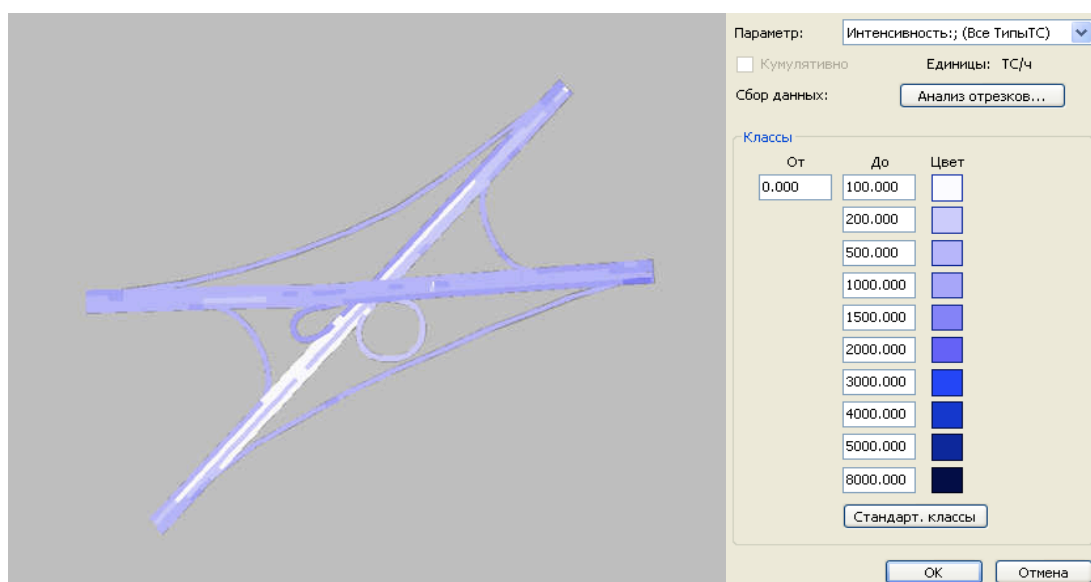 Параметр: Интенсивность:; (Все ТипыТС)
Кумулятивно Единицы: ТС/ч
Сбор данных: Анализ отрезков...
Классы
От До Цвет
0.000 100.000
200.000
500.000
1000.000
1500.000
2000.000
3000.000
4000.000
5000.000
8000.000
Стандарт. классы
OK Отмена